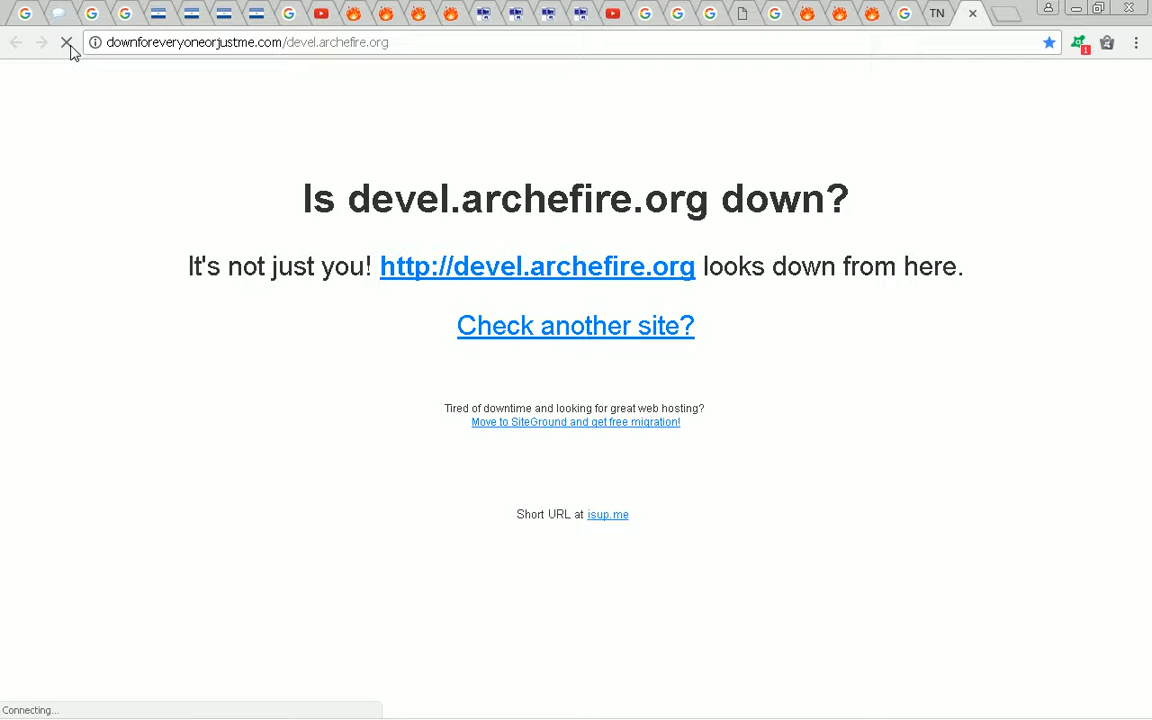 TN
downforeveryoneorjustme.com/devel.archefire.org
1
Is devel.archefire.org down?
It's not just you! http://devel.archefire.org looks down from here.
Check another site?
Tired of downtime and looking for great web hosting?
Move to SiteGround and get free migration!
Short URL at isup.me
Connecting...